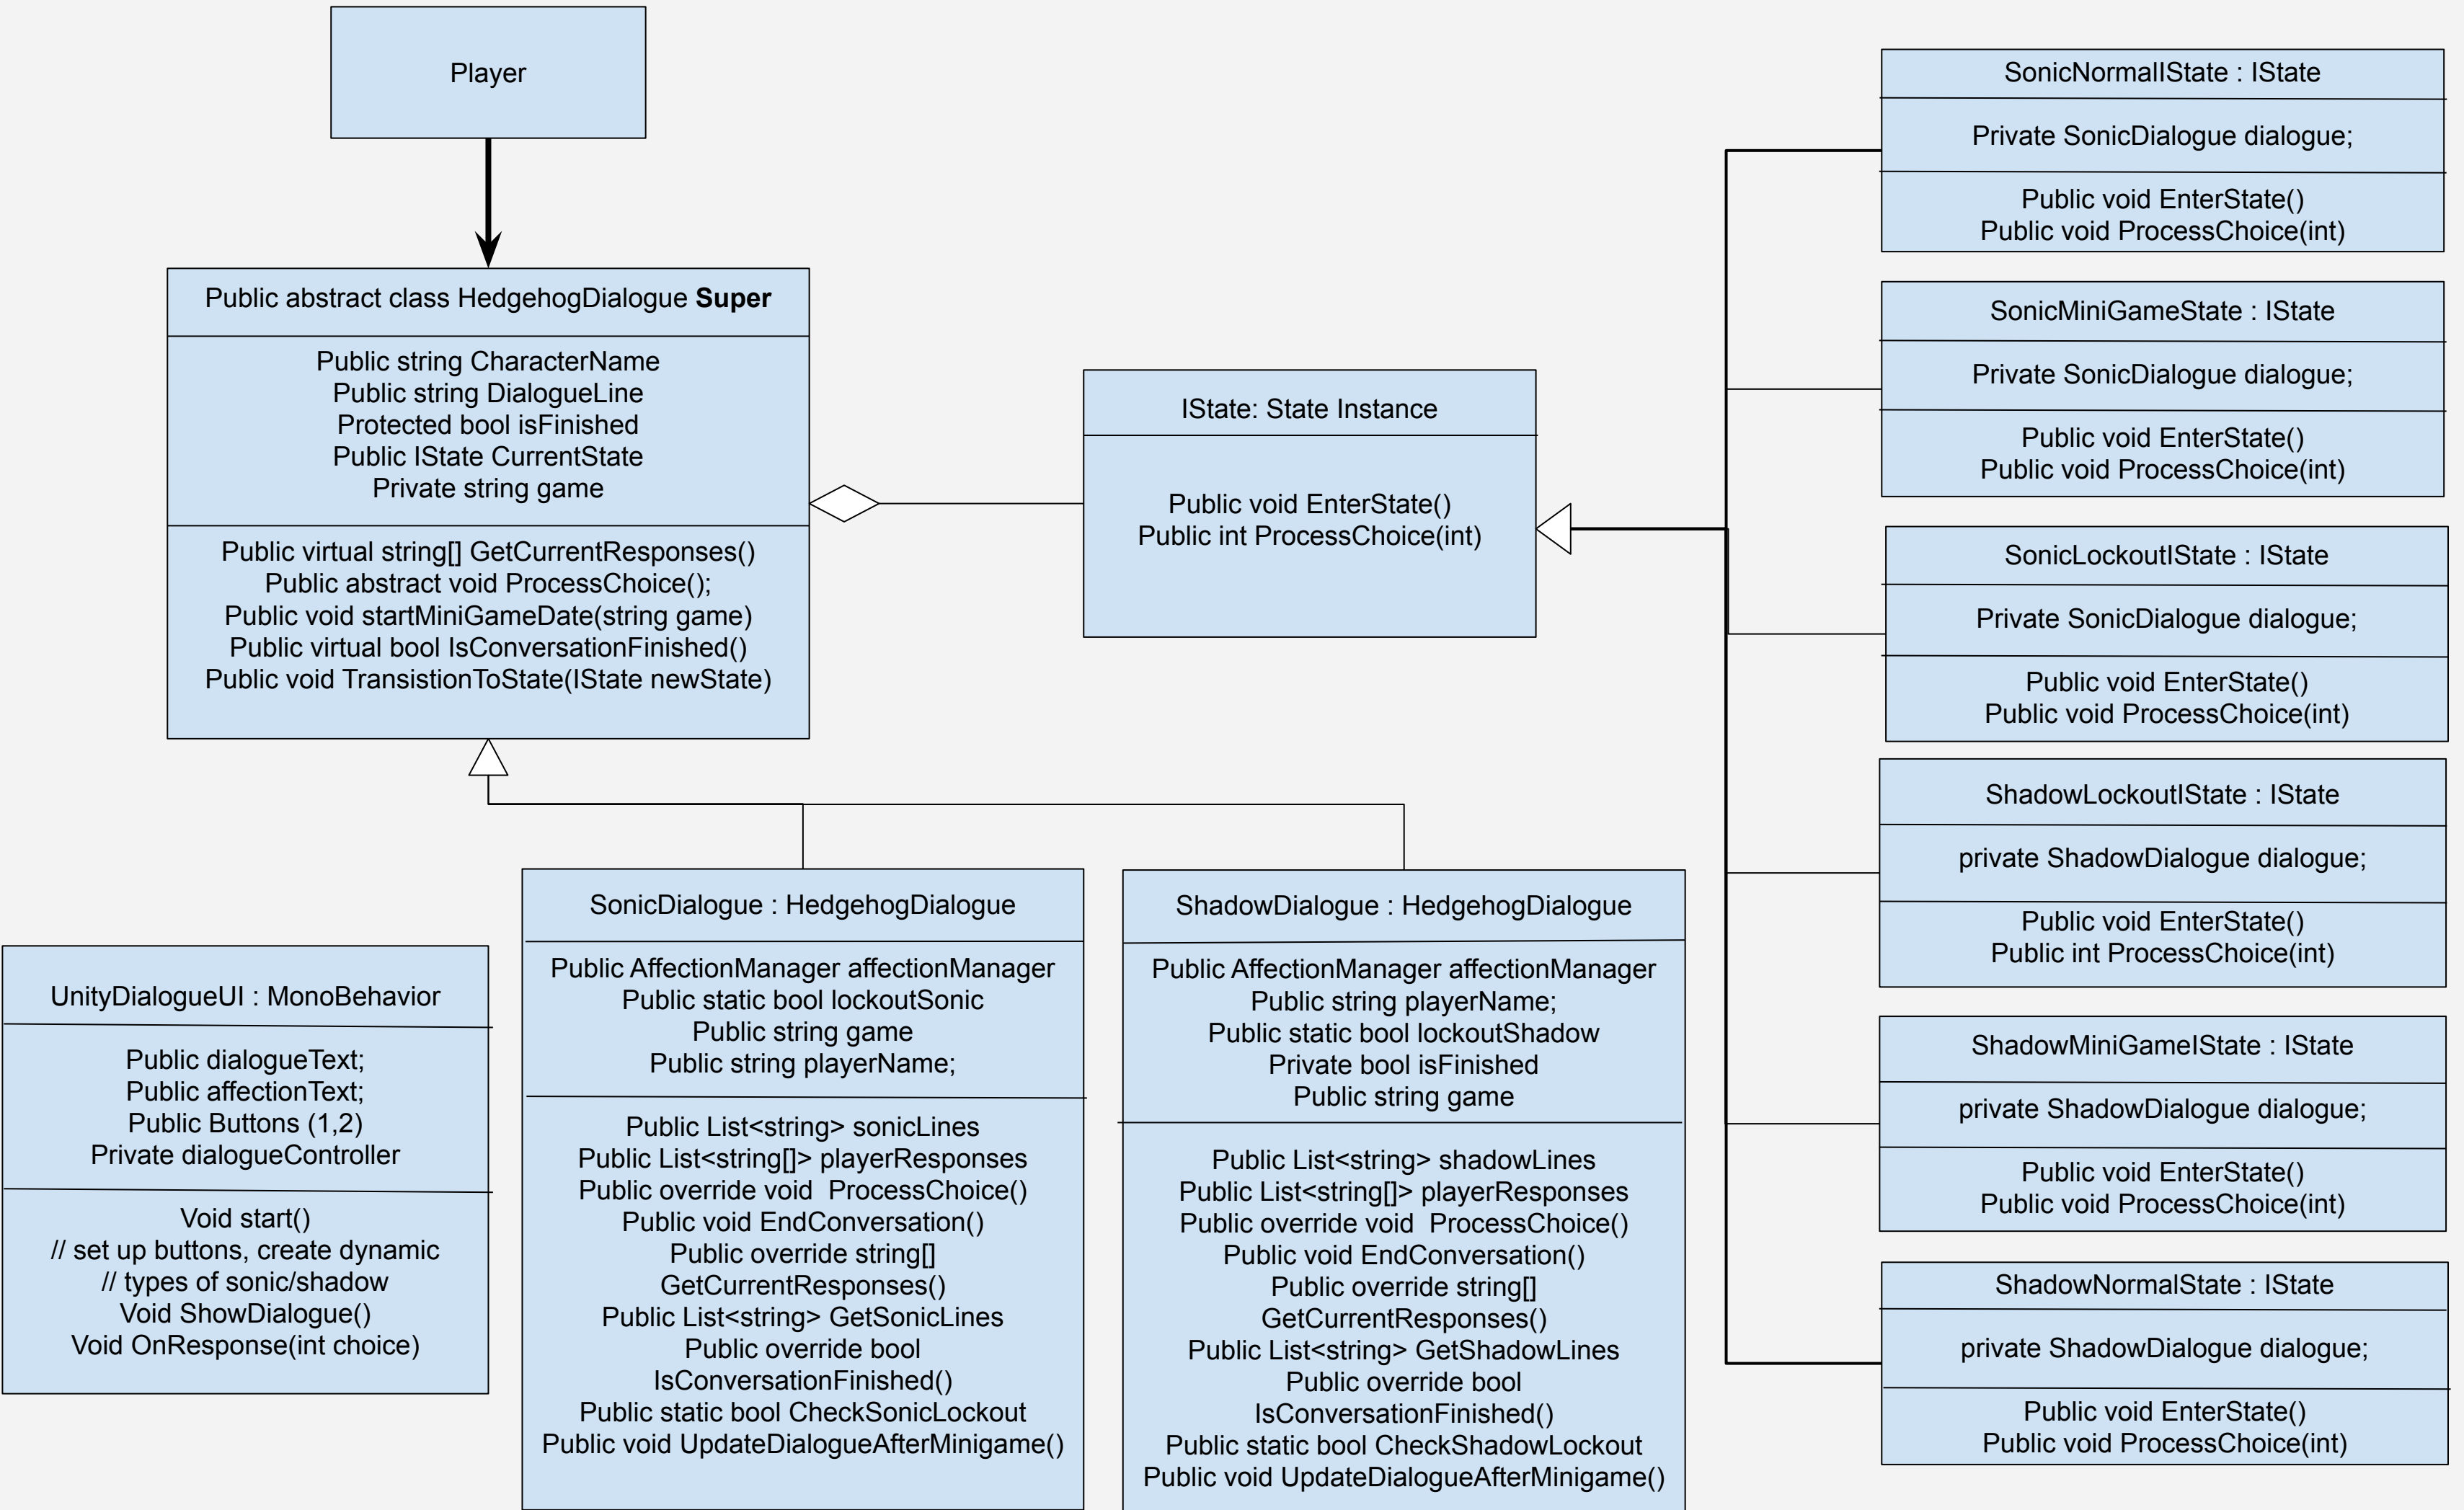 Player
Public abstract class HedgehogDialogue Super
Public string CharacterName
Public string DialogueLine
Protected bool isFinished
Public IState CurrentState
Private string game
Public virtual string[] GetCurrentResponses()
Public abstract void ProcessChoice();
Public void startMiniGameDate(string game)
Public virtual bool IsConversationFinished()
Public void TransistionToState(IState newState)
IState: State Instance
Public void EnterState()
Public int ProcessChoice(int)
SonicNormalIState : IState
Private SonicDialogue dialogue;
Public void EnterState()
Public void ProcessChoice(int)
SonicMiniGameState : IState
Private SonicDialogue dialogue;
Public void EnterState()
Public void ProcessChoice(int)
SonicLockoutIState : IState
Private SonicDialogue dialogue;
Public void EnterState()
Public void ProcessChoice(int)
ShadowLockoutIState : IState
private ShadowDialogue dialogue;
Public void EnterState()
Public int ProcessChoice(int)
ShadowMiniGameIState : IState
private ShadowDialogue dialogue;
Public void EnterState()
Public void ProcessChoice(int)
ShadowNormalState : IState
private ShadowDialogue dialogue;
Public void EnterState()
Public void ProcessChoice(int)
UnityDialogueUI : MonoBehavior
Public dialogueText;
Public affectionText;
Public Buttons (1,2)
Private dialogueController
Void start()
// set up buttons, create dynamic
// types of sonic/shadow
Void ShowDialogue()
Void OnResponse(int choice)
SonicDialogue : HedgehogDialogue
Public AffectionManager affectionManager
Public static bool lockoutSonic
Public string game
Public string playerName;
Public List<string> sonicLines
Public List<string[]> playerResponses
Public override void  ProcessChoice()
Public void EndConversation()
Public override string[]
GetCurrentResponses()
Public List<string> GetSonicLines
Public override bool
IsConversationFinished()
Public static bool CheckSonicLockout
Public void UpdateDialogueAfterMinigame()
ShadowDialogue : HedgehogDialogue
Public AffectionManager affectionManager
Public string playerName;
Public static bool lockoutShadow
Private bool isFinished
Public string game
Public List<string> shadowLines
Public List<string[]> playerResponses
Public override void  ProcessChoice()
Public void EndConversation()
Public override string[]
GetCurrentResponses()
Public List<string> GetShadowLines
Public override bool
IsConversationFinished()
Public static bool CheckShadowLockout
Public void UpdateDialogueAfterMinigame()